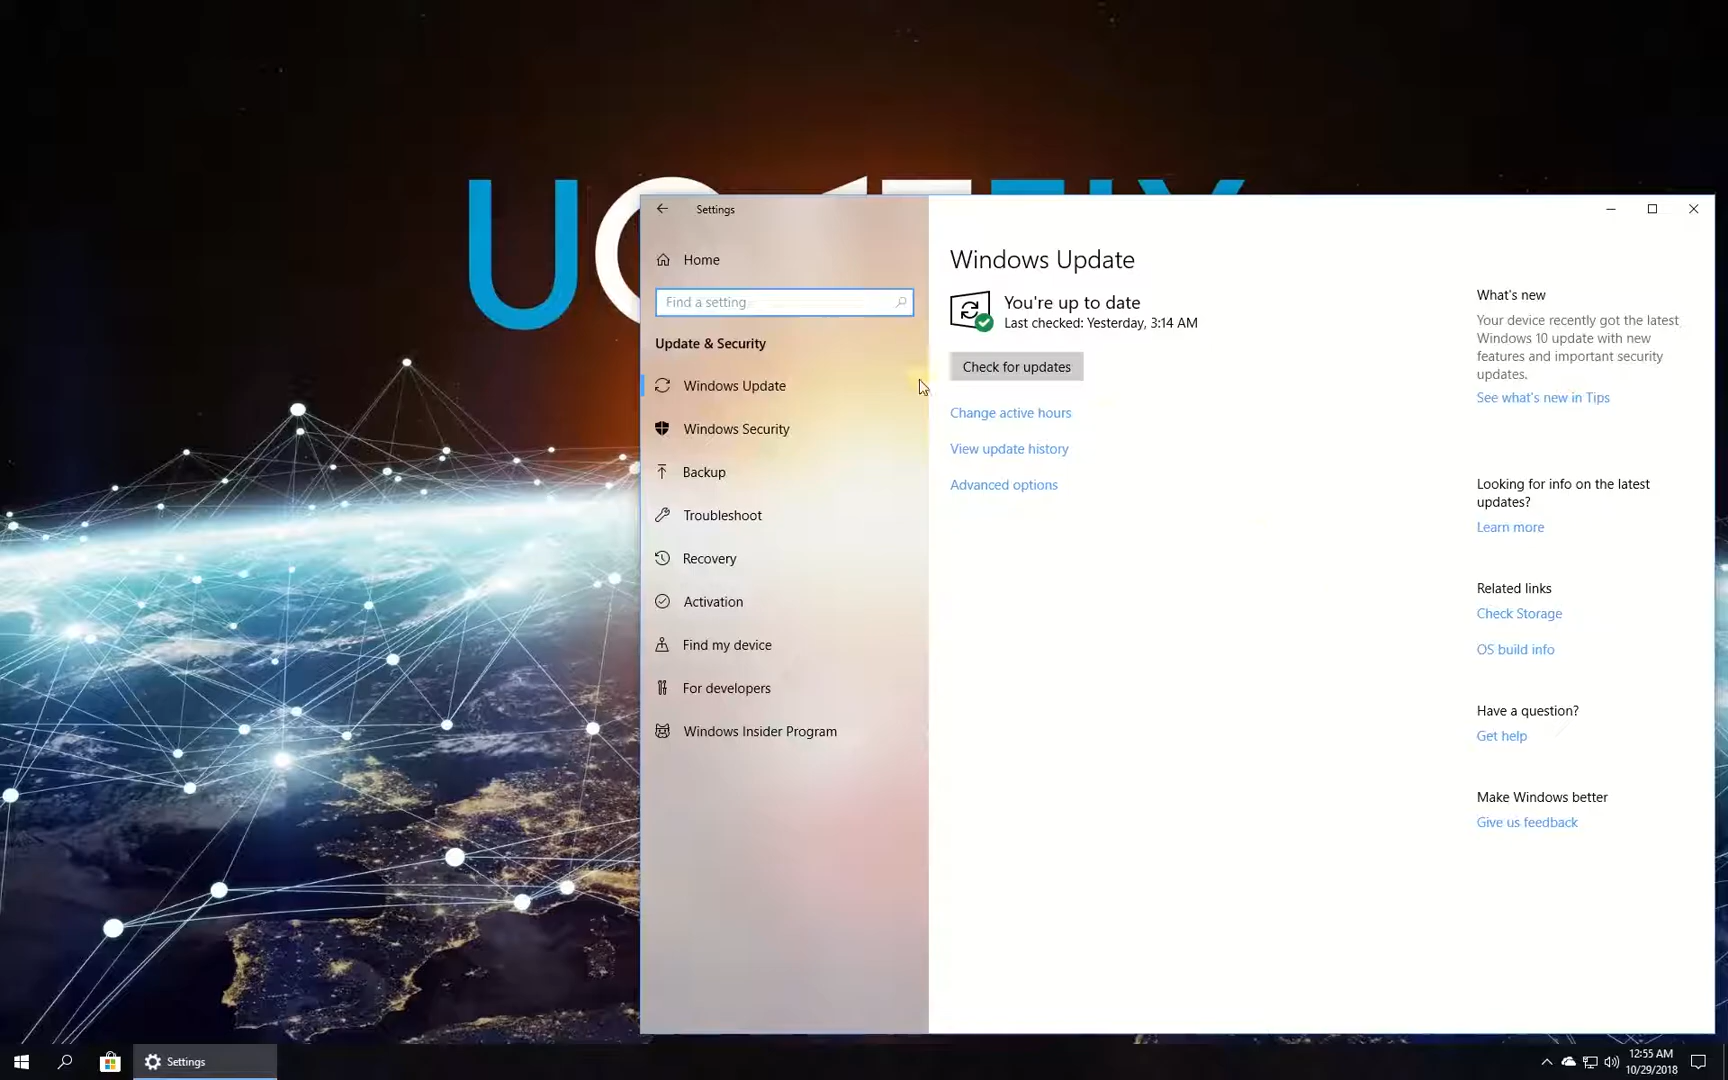 Settings
Home
Find a setting
Update & Security
Windows Update
Windows Security
Backup
Troubleshoot
Recovery
Activation
Find my device
For developers
Windows Insider Program
Windows Update
You're up to date
Last checked: Yesterday, 3:14 AM
Check for updates
Change active hours
View update history
Advanced options
What's new
Your device recently got the latest
Windows 10 update with new
features and important security
updates.
See what's new in Tips
Looking for info on the latest
updates?
Learn more
Related links
Check Storage
OS build info
Have a question?
Get help
Make Windows better
Give us feedback
Settings
12:55 AM
10/29/2018